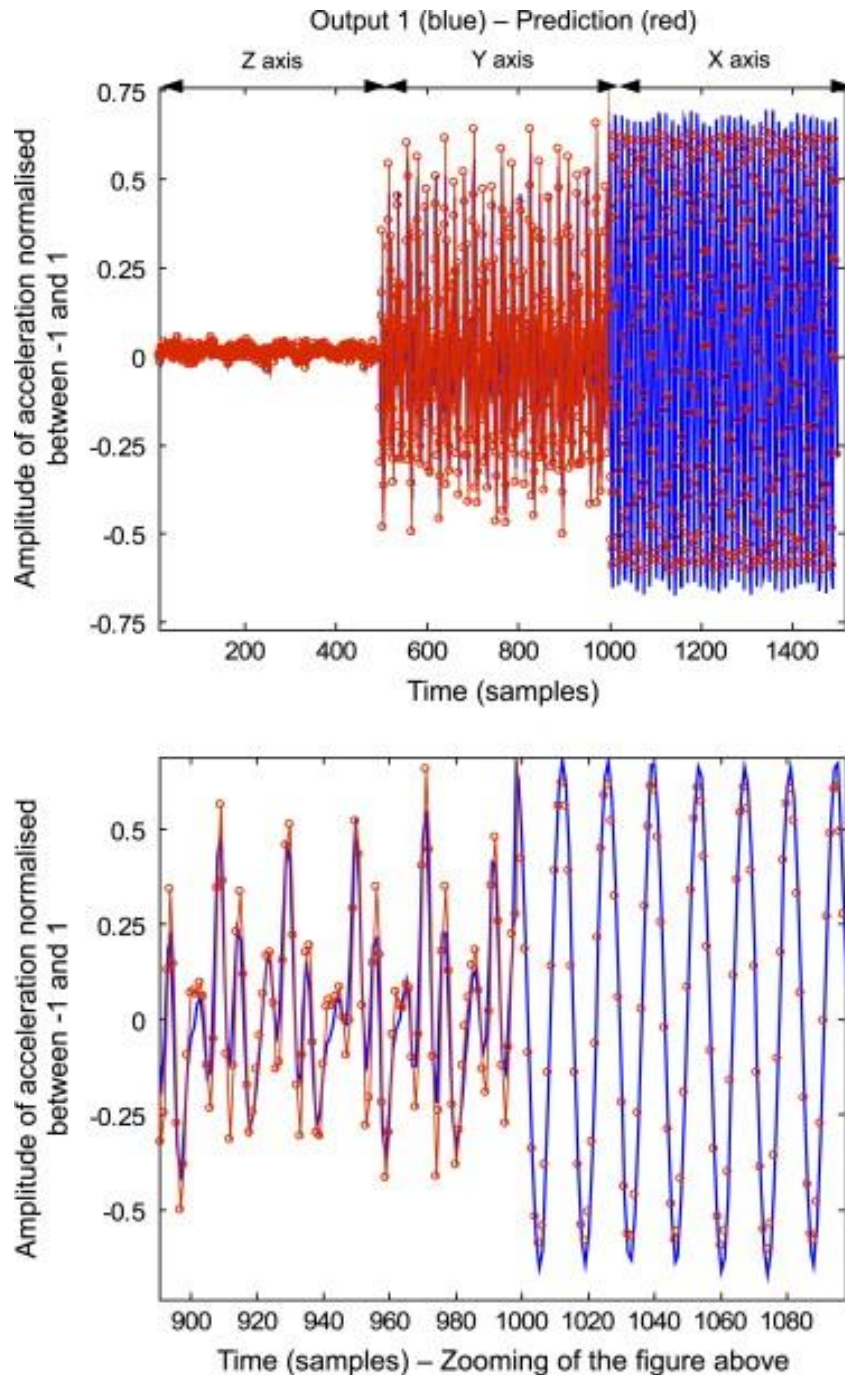 Output 1 (blue) – Prediction (red)
Z axis Y axis X axis
0.75
0.5
0.25
0
-0.25
-0.5
-0.75
Amplitude of acceleration normalised
between -1 and 1
200 400 600 800 1000 1200 1400
Time (samples)
0.5
0.25
0
-0.25
-0.5
Amplitude of acceleration normalised
between -1 and 1
900 920 940 960 980 1000 1020 1040 1060 1080
Time (samples) – Zooming of the figure above